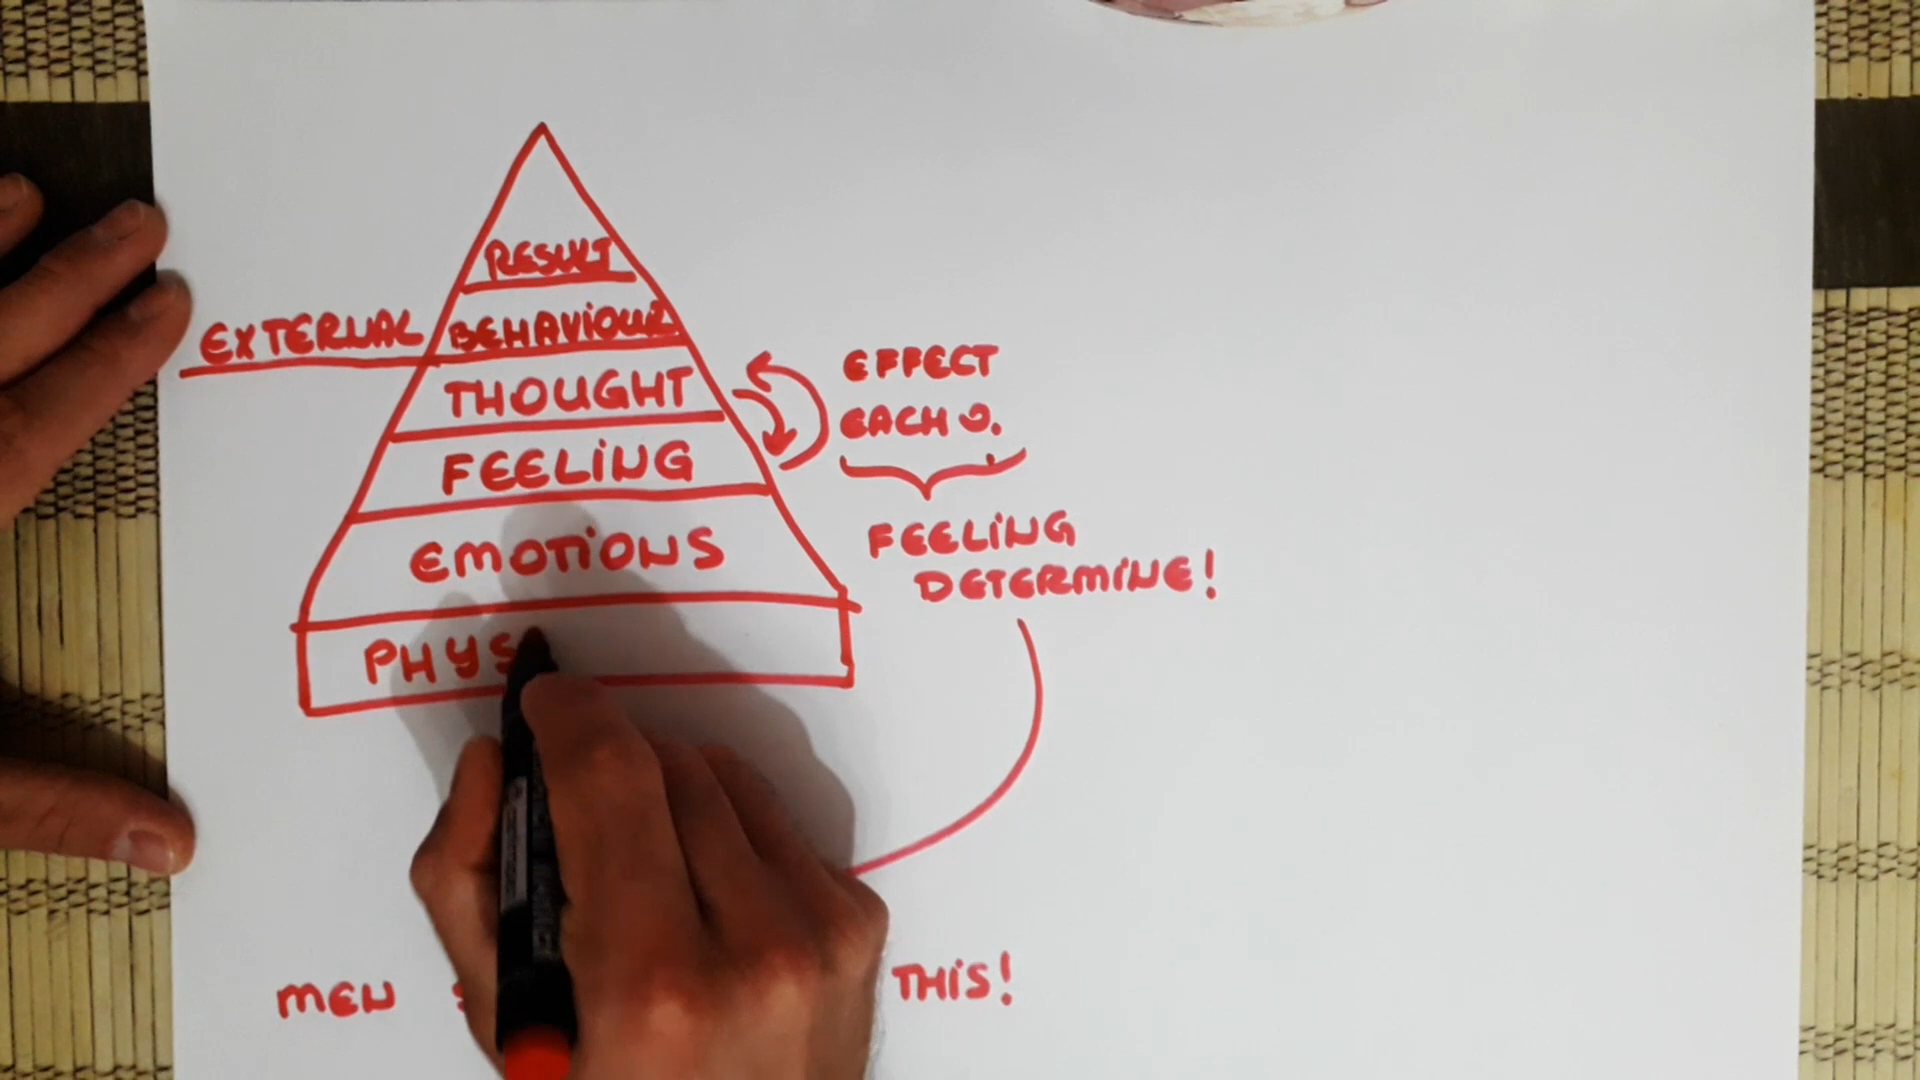 RESULT
EXTERNAL BEHAVIOUR
THOUGHT
FEELING
EMOTIONS
PHYS
EFFECT
EACH O.
FEELING
DETERMINE!
MEN
THIS!